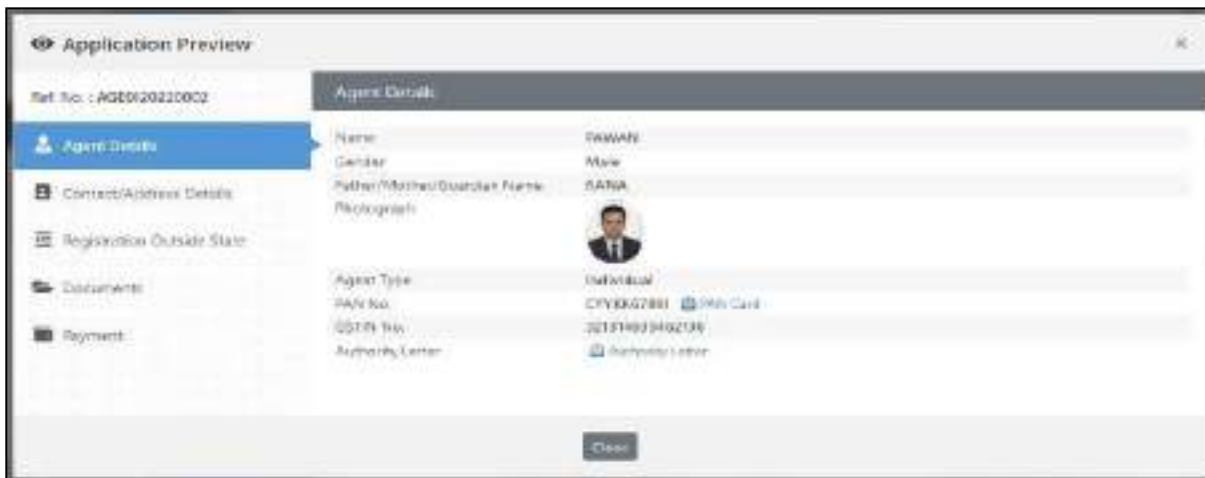 Application Preview
×
Ref. No. :
Agent Details
Contact/Address Details
Registration Outside State
Documents
Payment
Agent Details
Name PAWAN
Gender Male
Father/Mother/Guardian Name RANA
Photograph
Agent Type Individual
PAN No. PAN Card
GSTIN No.
Authority Letter Authority Letter
Close